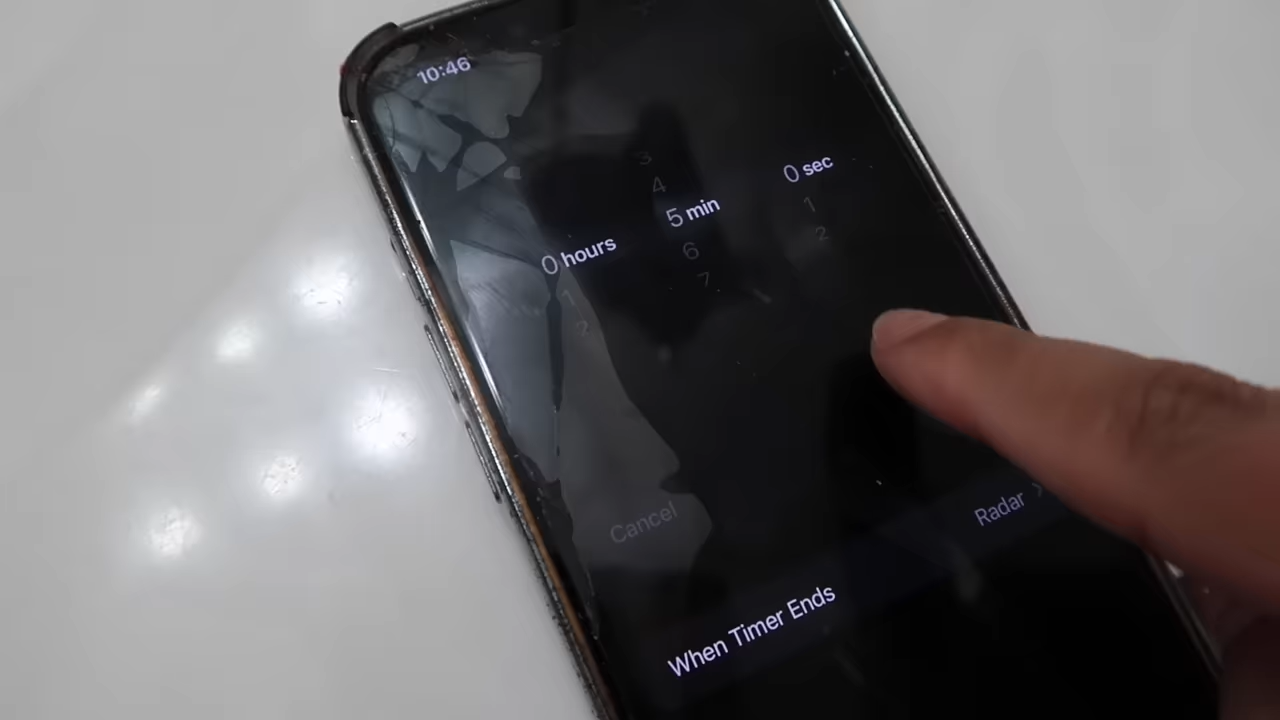 10:46
3
4
0 hours 5 min 0 sec
1 6 1
2 7 2
Cancel
When Timer Ends Radar >